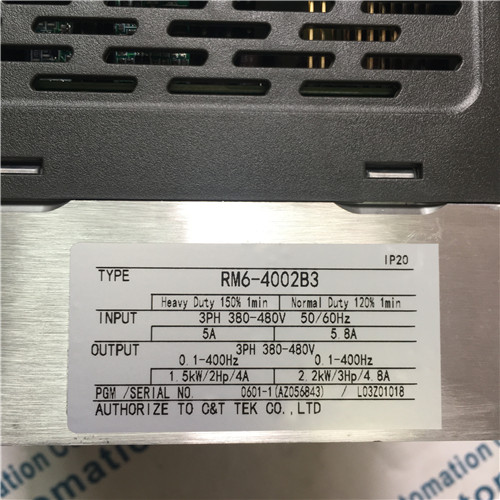 IP20
TYPE RM6-4002B3
Heavy Duty 150% 1min Normal Duty 120% 1min
INPUT 3PH 380-480V 50/60Hz
5A 5.8A
OUTPUT 3PH 380-480V
0.1-400Hz 0.1-400Hz
1.5kW/2Hp/4A 2.2kW/3Hp/4.8A
PGM /SERIAL NO. 0601-1(AZ056843) / L03Z01018
AUTHORIZE TO C&T TEK CO.,LTD